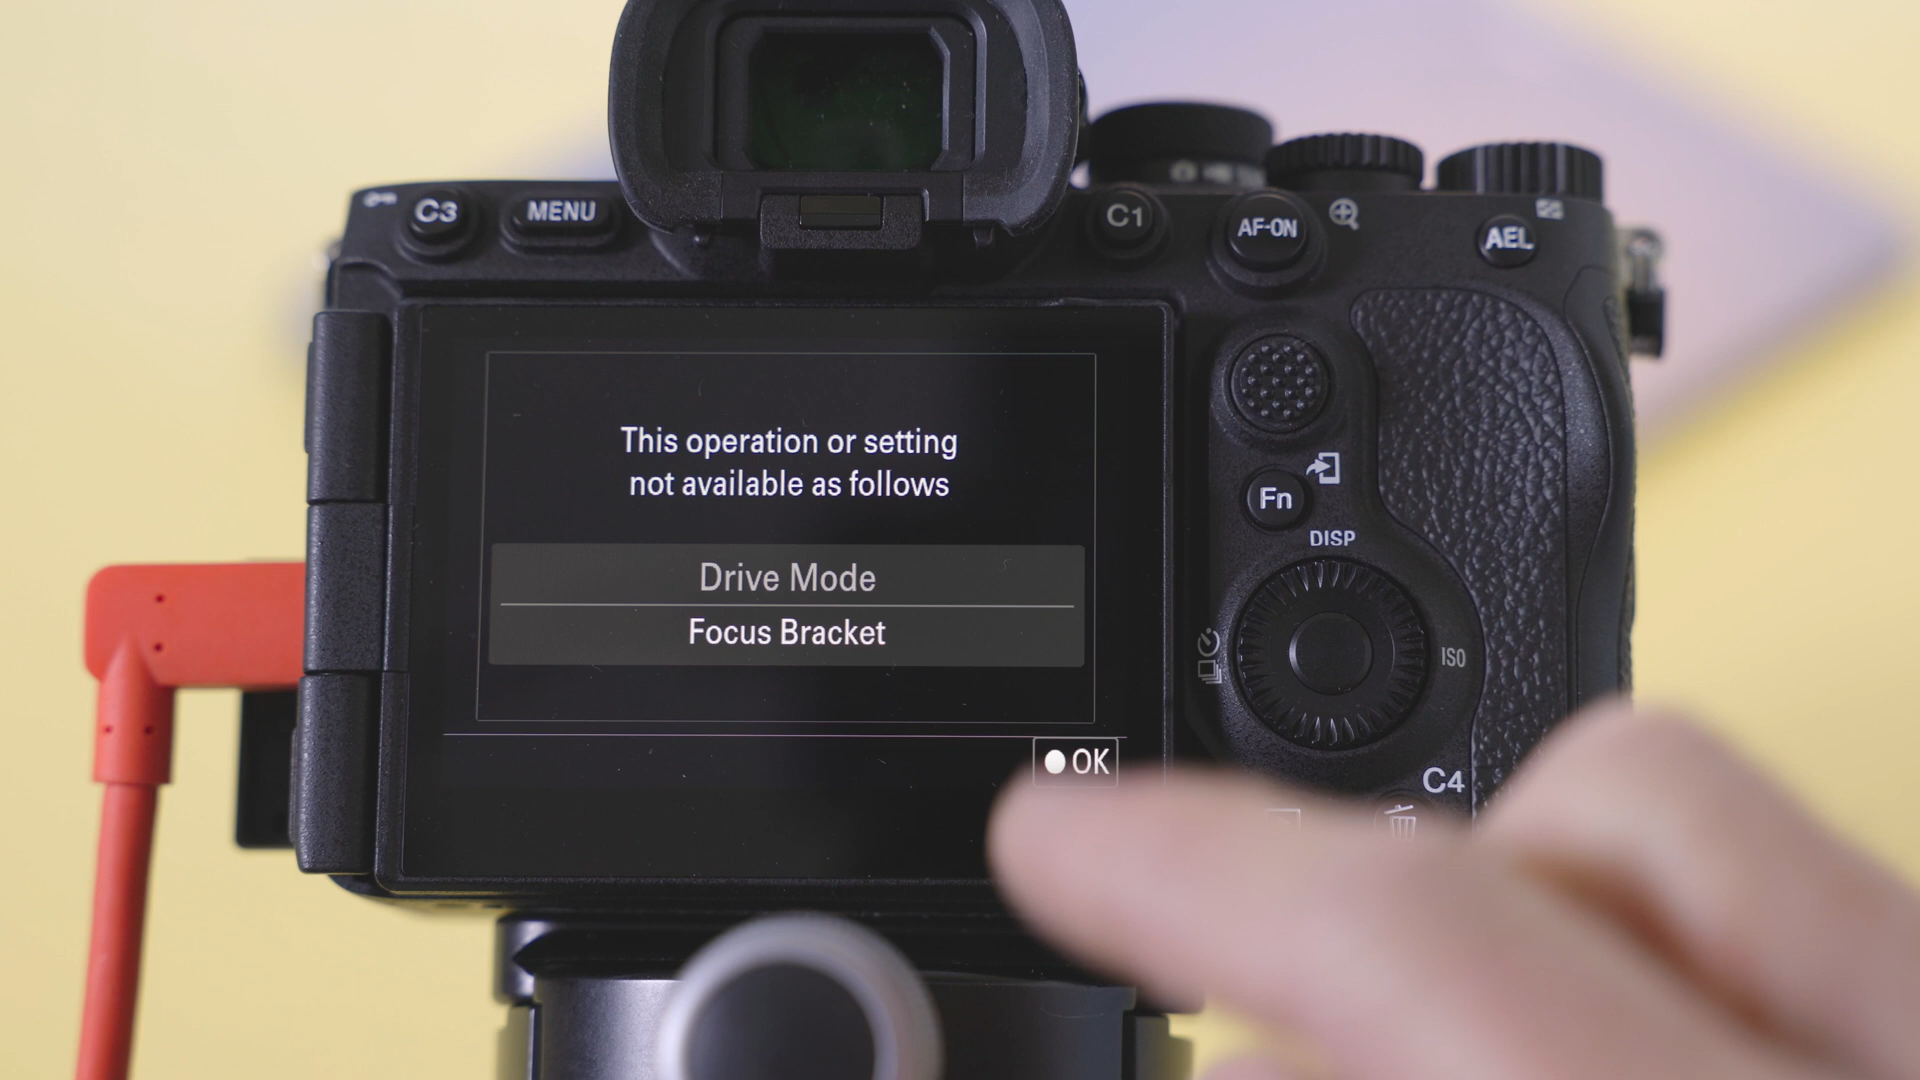 C3
MENU
C1
AF-ON
AEL
This operation or setting
not available as follows
Drive Mode
Focus Bracket
OK
Fn
DISP
ISO
C4